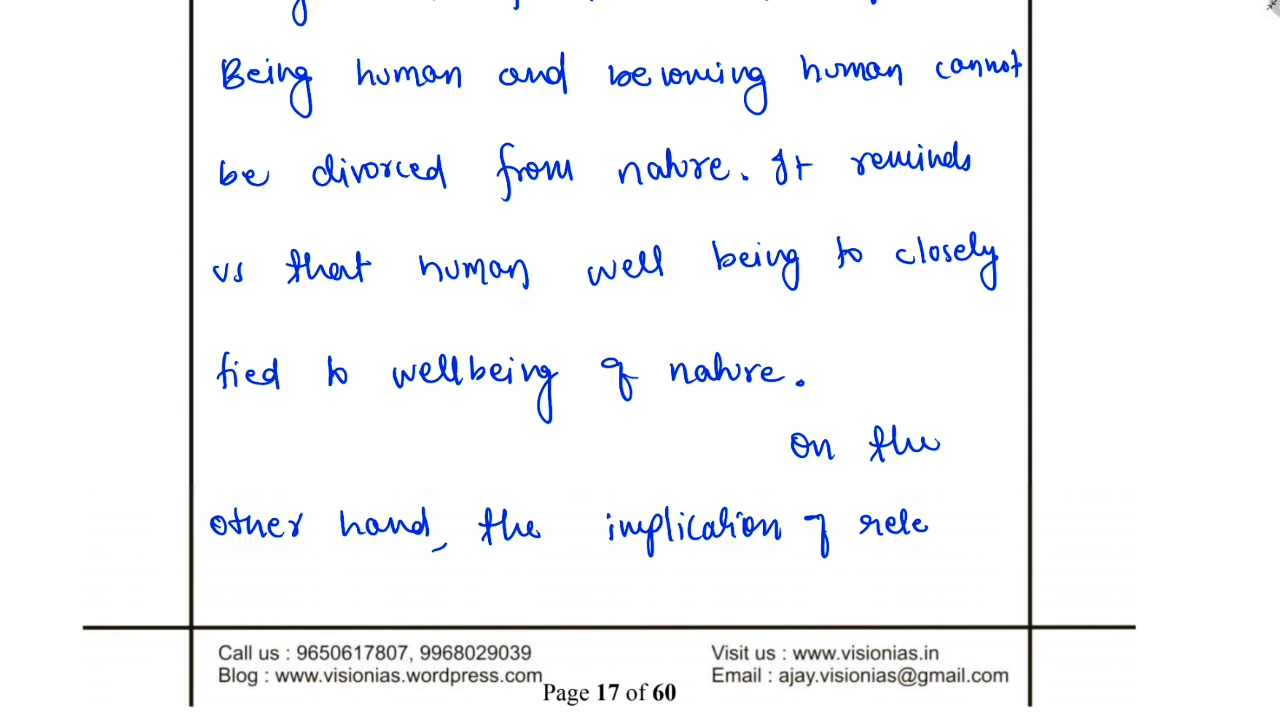 Being human and becoming human cannot
be divorced from nature. It reminds
us that human well being to closely
tied to wellbeing of nature.
on the
other hand, the implication of rele
Call us : 9650617807, 9968029039
Visit us : www.visionias.in
Blog : www.visionias.wordpress.com
Email : ajay.visionias@gmail.com
Page 17 of 60